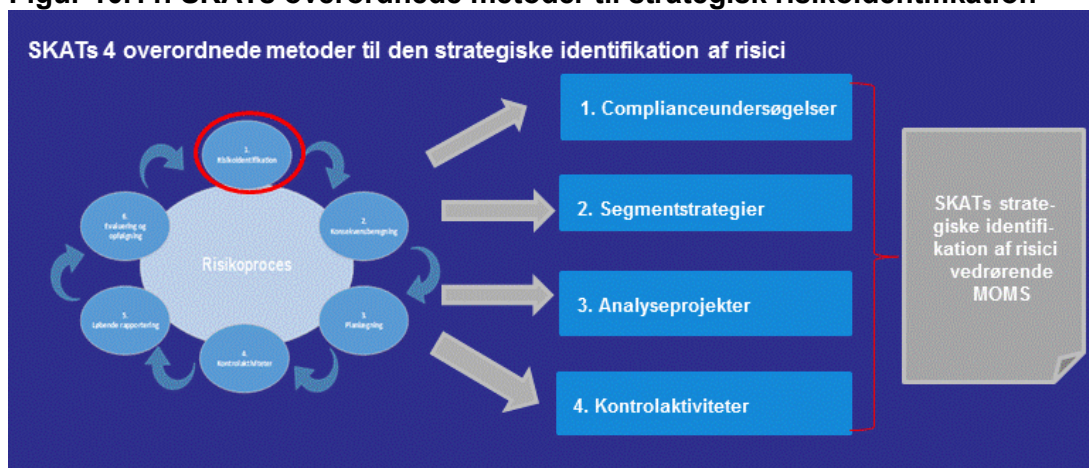 SKATs 4 overordnede metoder til den strategiske identifikation af risici
1.
Risikoidentifikation
2.
Konsekvensberegning
3.
Planlægning
4.
Kontrolaktiviteter
5.
Løbende rapportering
6.
Evaluering og
opfølgning
Risikoproces
1. Complianceundersøgelser
2. Segmentstrategier
3. Analyseprojekter
4. Kontrolaktiviteter
SKATs strate-
giske identifi-
kation af risici
vedrørende
MOMS